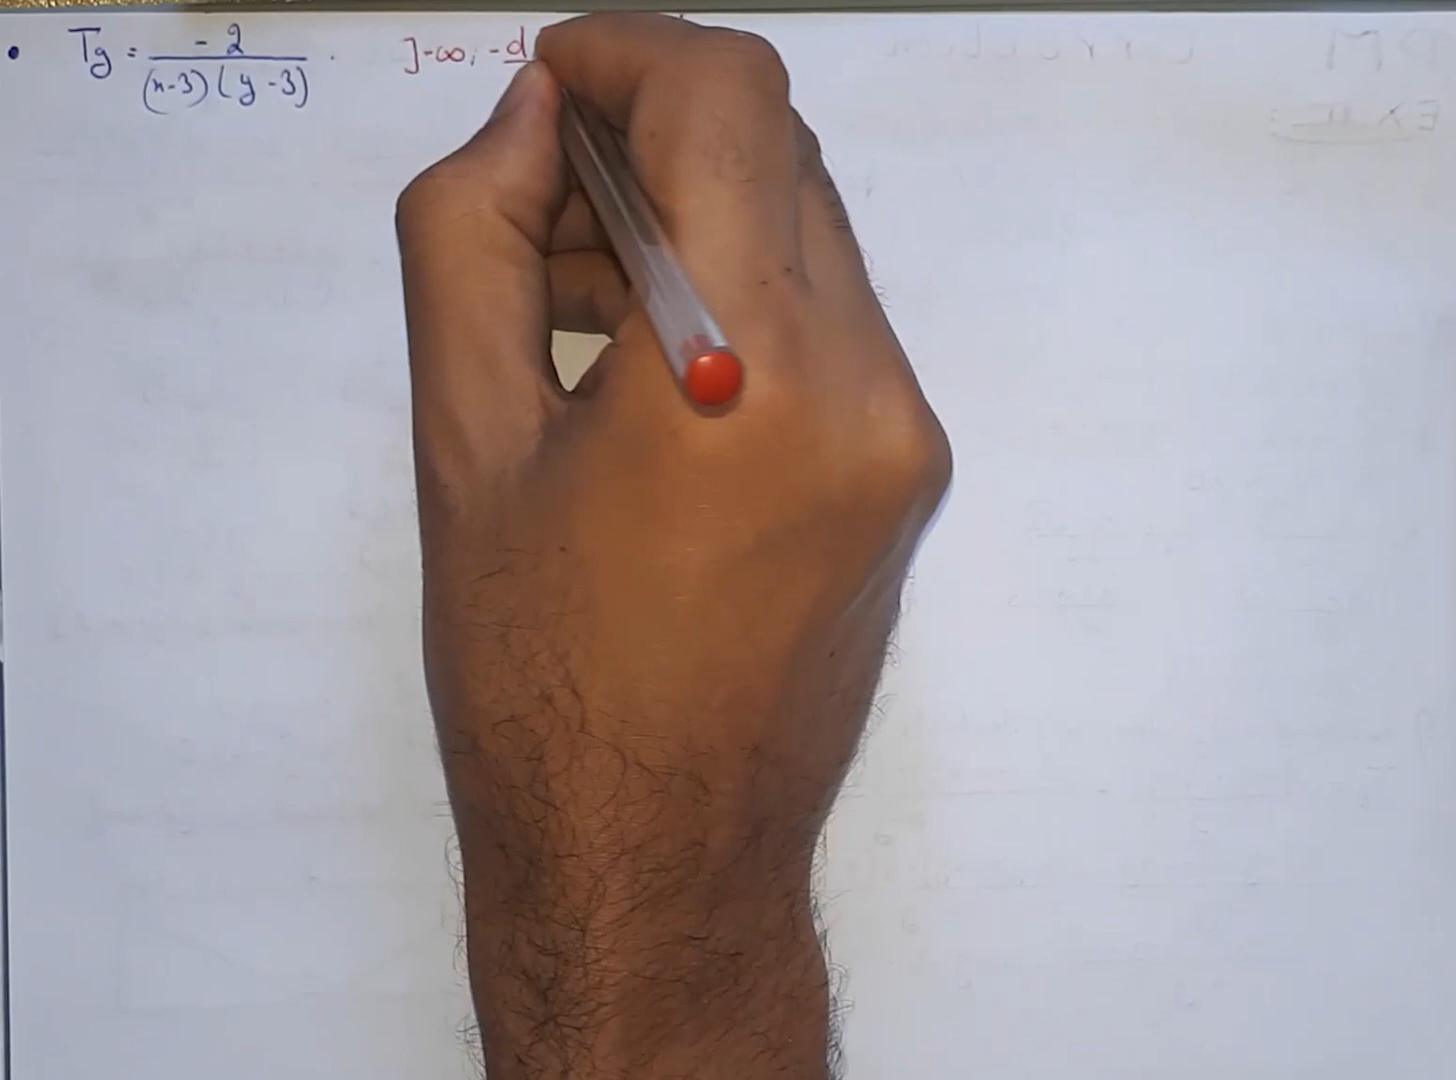 • Tg = -2 / (x-3)(y-3) . ]-∞; -d